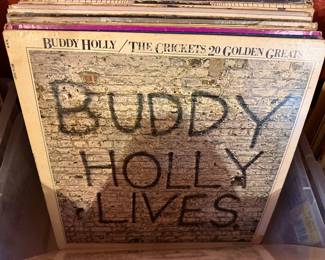 BUDDY HOLLY/THE CRICKETS 20 GOLDEN GREATS
BUDDY
HOLLY
LIVES